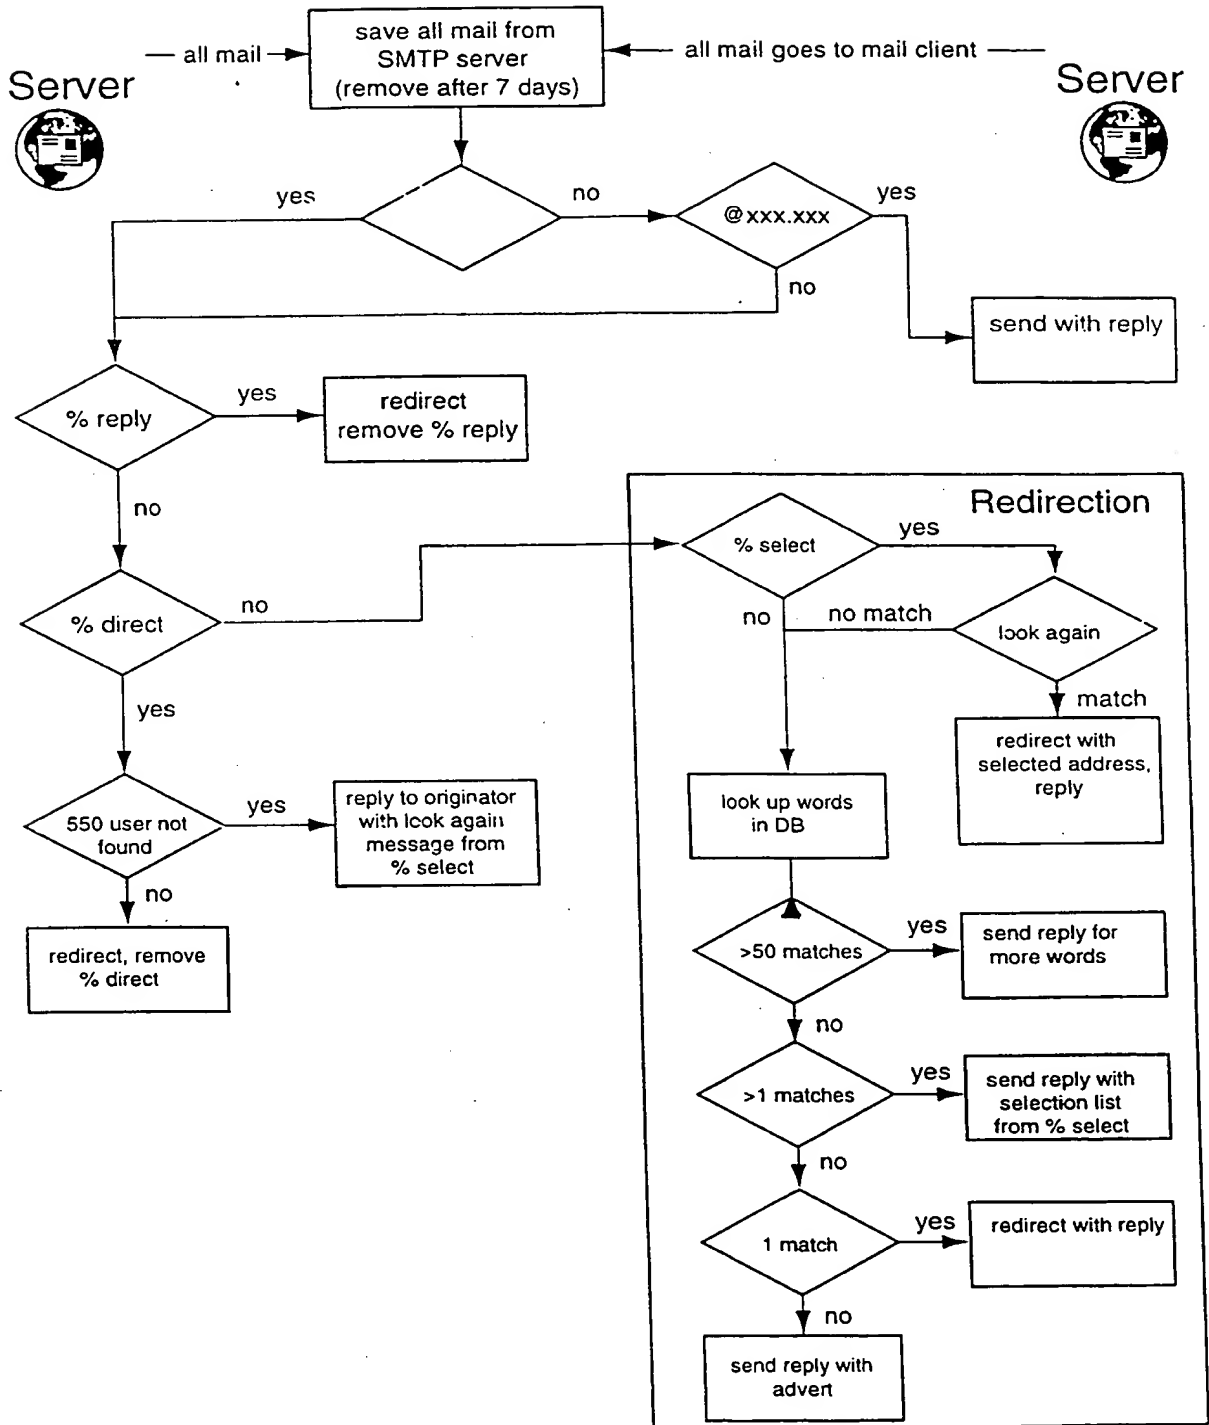 save all mail from
SMTP server
(remove after 7 days)
all mail
all mail goes to mail client
Server
Server
yes
no
@xxx.xxx
yes
no
send with reply
% reply
yes
redirect
remove % reply
no
Redirection
% select
yes
% direct
no
no
no match
look again
yes
match
redirect with
selected address,
reply
550 user not
found
yes
reply to originator
with look again
message from
% select
look up words
in DB
no
redirect, remove
% direct
>50 matches
yes
send reply for
more words
no
>1 matches
yes
send reply with
selection list
from % select
no
1 match
yes
redirect with reply
no
send reply with
advert